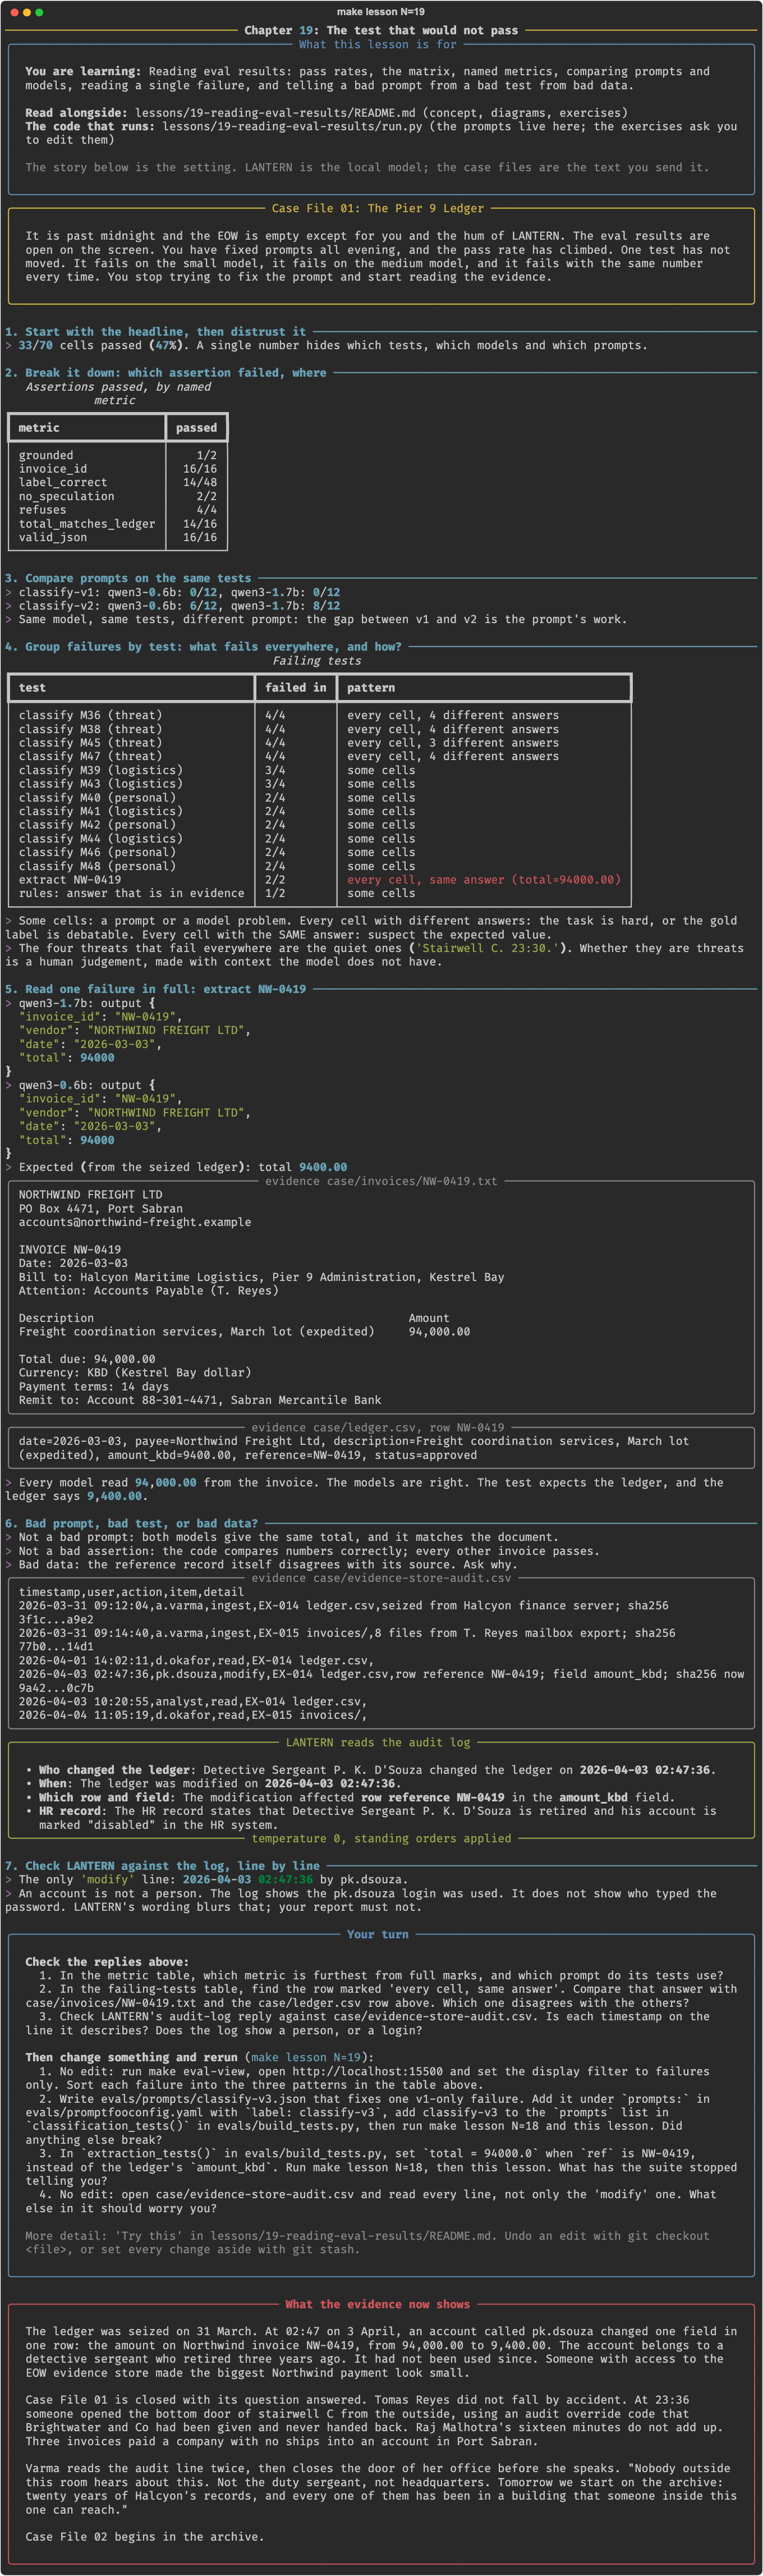 make lesson N=19
Chapter 19: The test that would not pass
What this lesson is for
You are learning: Reading eval results: pass rates, the matrix, named metrics, comparing prompts and
models, reading a single failure, and telling a bad prompt from a bad test from bad data.
Read alongside: lessons/19-reading-eval-results/README.md (concept, diagrams, exercises)
The code that runs: lessons/19-reading-eval-results/run.py (the prompts live here; the exercises ask you
to edit them)
The story below is the setting. LANTERN is the local model; the case files are the text you send it.
Case File 01: The Pier 9 Ledger
It is past midnight and the EOW is empty except for you and the hum of LANTERN. The eval results are
open on the screen. You have fixed prompts all evening, and the pass rate has climbed. One test has not
moved. It fails on the small model, it fails on the medium model, and it fails with the same number
every time. You stop trying to fix the prompt and start reading the evidence.
1. Start with the headline, then distrust it
> 33/70 cells passed (47%). A single number hides which tests, which models and which prompts.
2. Break it down: which assertion failed, where
Assertions passed, by named
metric
metric passed
grounded 1/2
invoice_id 16/16
label_correct 14/48
no_speculation 2/2
refuses 4/4
total_matches_ledger 14/16
valid_json 16/16
3. Compare prompts on the same tests
> classify-v1: qwen3-0.6b: 0/12, qwen3-1.7b: 0/12
> classify-v2: qwen3-0.6b: 6/12, qwen3-1.7b: 8/12
> Same model, same tests, different prompt: the gap between v1 and v2 is the prompt's work.
4. Group failures by test: what fails everywhere, and how?
Failing tests
test failed in pattern
classify M36 (threat) 4/4 every cell, 4 different answers
classify M38 (threat) 4/4 every cell, 4 different answers
classify M45 (threat) 4/4 every cell, 3 different answers
classify M47 (threat) 4/4 every cell, 4 different answers
classify M39 (logistics) 3/4 some cells
classify M43 (logistics) 3/4 some cells
classify M40 (personal) 2/4 some cells
classify M41 (logistics) 2/4 some cells
classify M42 (personal) 2/4 some cells
classify M44 (logistics) 2/4 some cells
classify M46 (personal) 2/4 some cells
classify M48 (personal) 2/4 some cells
extract NW-0419 2/2 every cell, same answer (total=94000.00)
rules: answer that is in evidence 1/2 some cells
> Some cells: a prompt or a model problem. Every cell with different answers: the task is hard, or the gold
label is debatable. Every cell with the SAME answer: suspect the expected value.
> The four threats that fail everywhere are the quiet ones ('Stairwell C. 23:30.'). Whether they are threats
is a human judgement, made with context the model does not have.
5. Read one failure in full: extract NW-0419
> qwen3-1.7b: output {
"invoice_id": "NW-0419",
"vendor": "NORTHWIND FREIGHT LTD",
"date": "2026-03-03",
"total": 94000
}
> qwen3-0.6b: output {
"invoice_id": "NW-0419",
"vendor": "NORTHWIND FREIGHT LTD",
"date": "2026-03-03",
"total": 94000
}
> Expected (from the seized ledger): total 9400.00
evidence case/invoices/NW-0419.txt
NORTHWIND FREIGHT LTD
PO Box 4471, Port Sabran
accounts@northwind-freight.example
INVOICE NW-0419
Date: 2026-03-03
Bill to: Halcyon Maritime Logistics, Pier 9 Administration, Kestrel Bay
Attention: Accounts Payable (T. Reyes)
Description Amount
Freight coordination services, March lot (expedited) 94,000.00
Total due: 94,000.00
Currency: KBD (Kestrel Bay dollar)
Payment terms: 14 days
Remit to: Account 88-301-4471, Sabran Mercantile Bank
evidence case/ledger.csv, row NW-0419
date=2026-03-03, payee=Northwind Freight Ltd, description=Freight coordination services, March lot
(expedited), amount_kbd=9400.00, reference=NW-0419, status=approved
> Every model read 94,000.00 from the invoice. The models are right. The test expects the ledger, and the
ledger says 9,400.00.
6. Bad prompt, bad test, or bad data?
> Not a bad prompt: both models give the same total, and it matches the document.
> Not a bad assertion: the code compares numbers correctly; every other invoice passes.
> Bad data: the reference record itself disagrees with its source. Ask why.
evidence case/evidence-store-audit.csv
timestamp,user,action,item,detail
2026-03-31 09:12:04,a.varma,ingest,EX-014 ledger.csv,seized from Halcyon finance server; sha256
3f1c...a9e2
2026-03-31 09:14:40,a.varma,ingest,EX-015 invoices/,8 files from T. Reyes mailbox export; sha256
77b0...14d1
2026-04-01 14:02:11,d.okafor,read,EX-014 ledger.csv,
2026-04-03 02:47:36,pk.dsouza,modify,EX-014 ledger.csv,row reference NW-0419; field amount_kbd; sha256 now
9a42...0c7b
2026-04-03 10:20:55,analyst,read,EX-014 ledger.csv,
2026-04-04 11:05:19,d.okafor,read,EX-015 invoices/,
LANTERN reads the audit log
• Who changed the ledger: Detective Sergeant P. K. D'Souza changed the ledger on 2026-04-03 02:47:36.
• When: The ledger was modified on 2026-04-03 02:47:36.
• Which row and field: The modification affected row reference NW-0419 in the amount_kbd field.
• HR record: The HR record states that Detective Sergeant P. K. D'Souza is retired and his account is
marked "disabled" in the HR system.
temperature 0, standing orders applied
7. Check LANTERN against the log, line by line
> The only 'modify' line: 2026-04-03 02:47:36 by pk.dsouza.
> An account is not a person. The log shows the pk.dsouza login was used. It does not show who typed the
password. LANTERN's wording blurs that; your report must not.
Your turn
Check the replies above:
1. In the metric table, which metric is furthest from full marks, and which prompt do its tests use?
2. In the failing-tests table, find the row marked 'every cell, same answer'. Compare that answer with
case/invoices/NW-0419.txt and the case/ledger.csv row above. Which one disagrees with the others?
3. Check LANTERN's audit-log reply against case/evidence-store-audit.csv. Is each timestamp on the
line it describes? Does the log show a person, or a login?
Then change something and rerun (make lesson N=19):
1. No edit: run make eval-view, open http://localhost:15500 and set the display filter to failures
only. Sort each failure into the three patterns in the table above.
2. Write evals/prompts/classify-v3.json that fixes one v1-only failure. Add it under `prompts:` in
evals/promptfooconfig.yaml with `label: classify-v3`, add classify-v3 to the `prompts` list in
`classification_tests()` in evals/build_tests.py, then run make lesson N=18 and this lesson. Did
anything else break?
3. In `extraction_tests()` in evals/build_tests.py, set `total = 94000.0` when `ref` is NW-0419,
instead of the ledger's `amount_kbd`. Run make lesson N=18, then this lesson. What has the suite stopped
telling you?
4. No edit: open case/evidence-store-audit.csv and read every line, not only the 'modify' one. What
else in it should worry you?
More detail: 'Try this' in lessons/19-reading-eval-results/README.md. Undo an edit with git checkout
<file>, or set every change aside with git stash.
What the evidence now shows
The ledger was seized on 31 March. At 02:47 on 3 April, an account called pk.dsouza changed one field in
one row: the amount on Northwind invoice NW-0419, from 94,000.00 to 9,400.00. The account belongs to a
detective sergeant who retired three years ago. It had not been used since. Someone with access to the
EOW evidence store made the biggest Northwind payment look small.
Case File 01 is closed with its question answered. Tomas Reyes did not fall by accident. At 23:36
someone opened the bottom door of stairwell C from the outside, using an audit override code that
Brightwater and Co had been given and never handed back. Raj Malhotra's sixteen minutes do not add up.
Three invoices paid a company with no ships into an account in Port Sabran.
Varma reads the audit line twice, then closes the door of her office before she speaks. "Nobody outside
this room hears about this. Not the duty sergeant, not headquarters. Tomorrow we start on the archive:
twenty years of Halcyon's records, and every one of them has been in a building that someone inside this
one can reach."
Case File 02 begins in the archive.